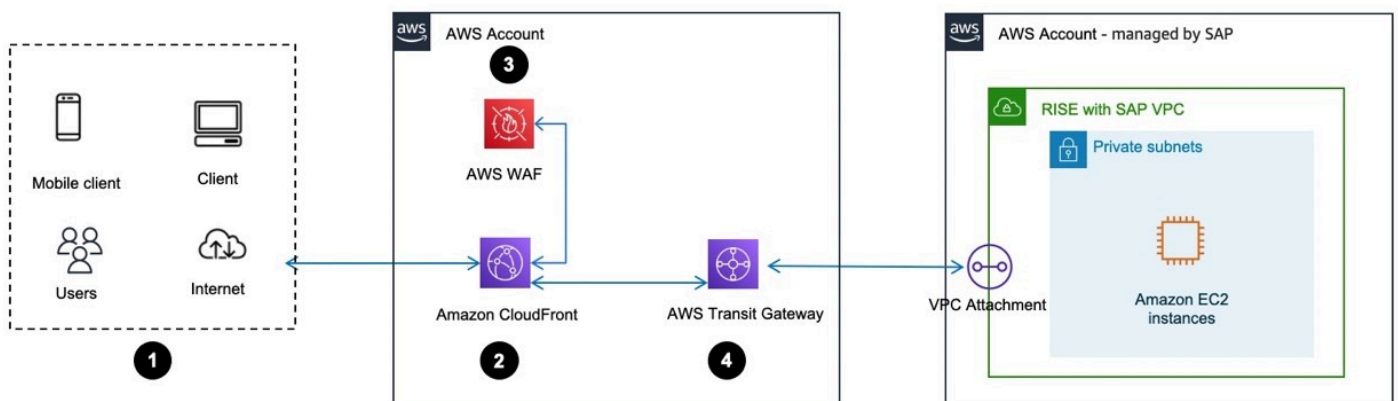 aws
AWS Account
3
AWS WAF
Mobile client
Client
Users
Internet
1
Amazon CloudFront
2
AWS Transit Gateway
4
aws
AWS Account - managed by SAP
RISE with SAP VPC
Private subnets
VPC Attachment
Amazon EC2
instances